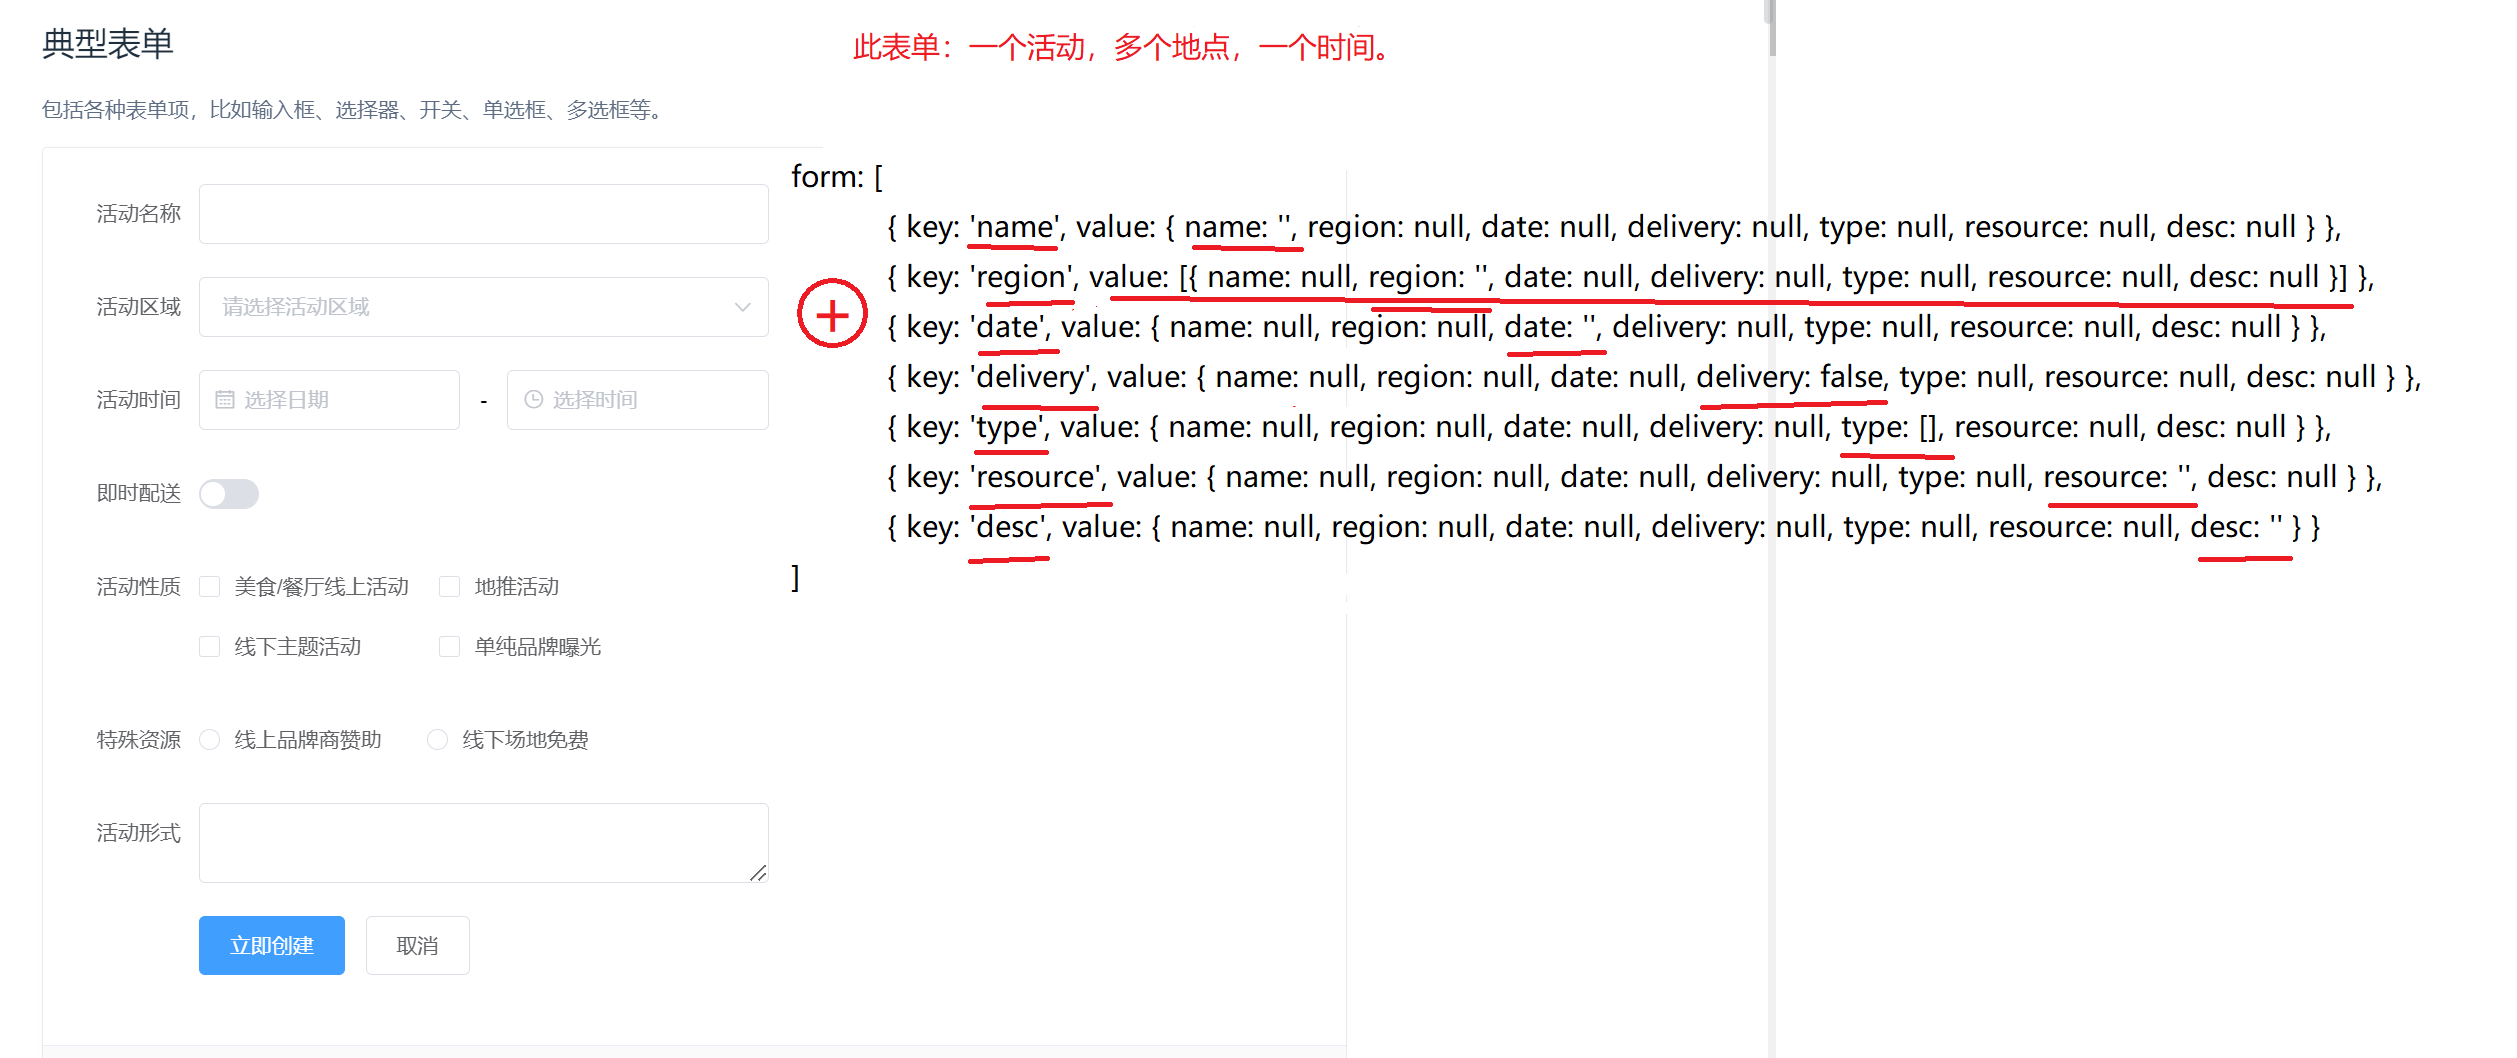 典型表单
此表单：一个活动，多个地点，一个时间。
包括各种表单项，比如输入框、选择器、开关、单选框、多选框等。
活动名称
活动区域 请选择活动区域
活动时间 选择日期 - 选择时间
即时配送
活动性质 美食/餐厅线上活动 地推活动
线下主题活动 单纯品牌曝光
特殊资源 线上品牌商赞助 线下场地免费
活动形式
立即创建 取消
form: [
{ key: 'name', value: { name: '', region: null, date: null, delivery: null, type: null, resource: null, desc: null } },
{ key: 'region', value: [{ name: null, region: '', date: null, delivery: null, type: null, resource: null, desc: null }] },
{ key: 'date', value: { name: null, region: null, date: '', delivery: null, type: null, resource: null, desc: null } },
{ key: 'delivery', value: { name: null, region: null, date: null, delivery: false, type: null, resource: null, desc: null } },
{ key: 'type', value: { name: null, region: null, date: null, delivery: null, type: [], resource: null, desc: null } },
{ key: 'resource', value: { name: null, region: null, date: null, delivery: null, type: null, resource: '', desc: null } },
{ key: 'desc', value: { name: null, region: null, date: null, delivery: null, type: null, resource: null, desc: '' } }
]
+